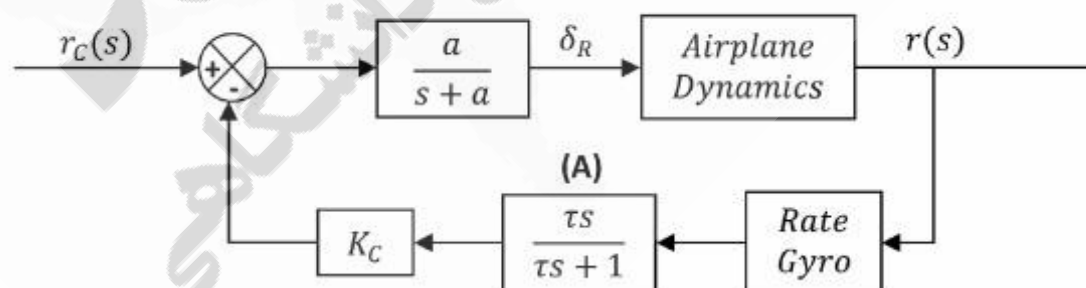 r_C(s)
+
-
a
s + a
δ_R
Airplane
Dynamics
r(s)
(A)
K_C
τs
τs + 1
Rate
Gyro